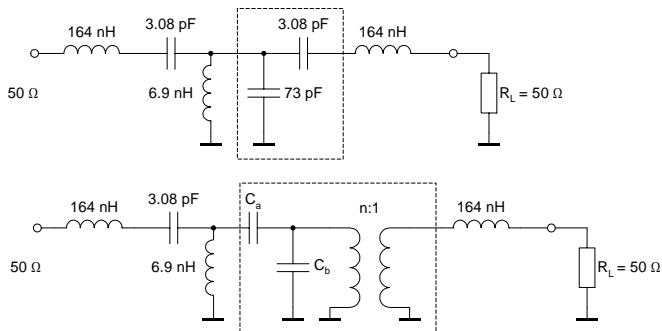 3.08 pF 3.08 pF
164 nH 164 nH
50 Ω 6.9 nH 73 pF R_L = 50 Ω
3.08 pF C_a n:1 164 nH
164 nH
50 Ω 6.9 nH C_b R_L = 50 Ω